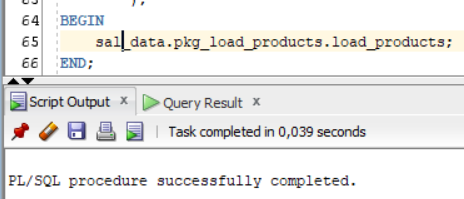 );
64 BEGIN
65 sal_data.pkg_load_products.load_products;
66 END;
Script Output x Query Result x
Task completed in 0,039 seconds
PL/SQL procedure successfully completed.